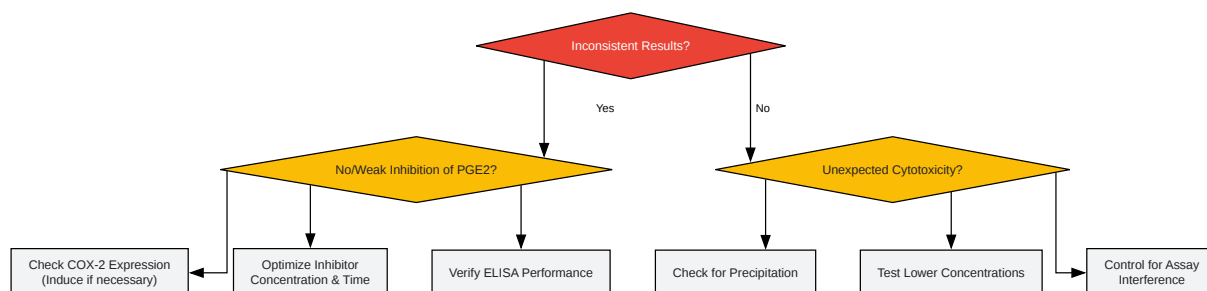 Inconsistent Results?
Yes
No
No/Weak Inhibition of PGE2?
Unexpected Cytotoxicity?
Check COX-2 Expression
(Induce if necessary)
Optimize Inhibitor
Concentration & Time
Verify ELISA Performance
Check for Precipitation
Test Lower Concentrations
Control for Assay
Interference